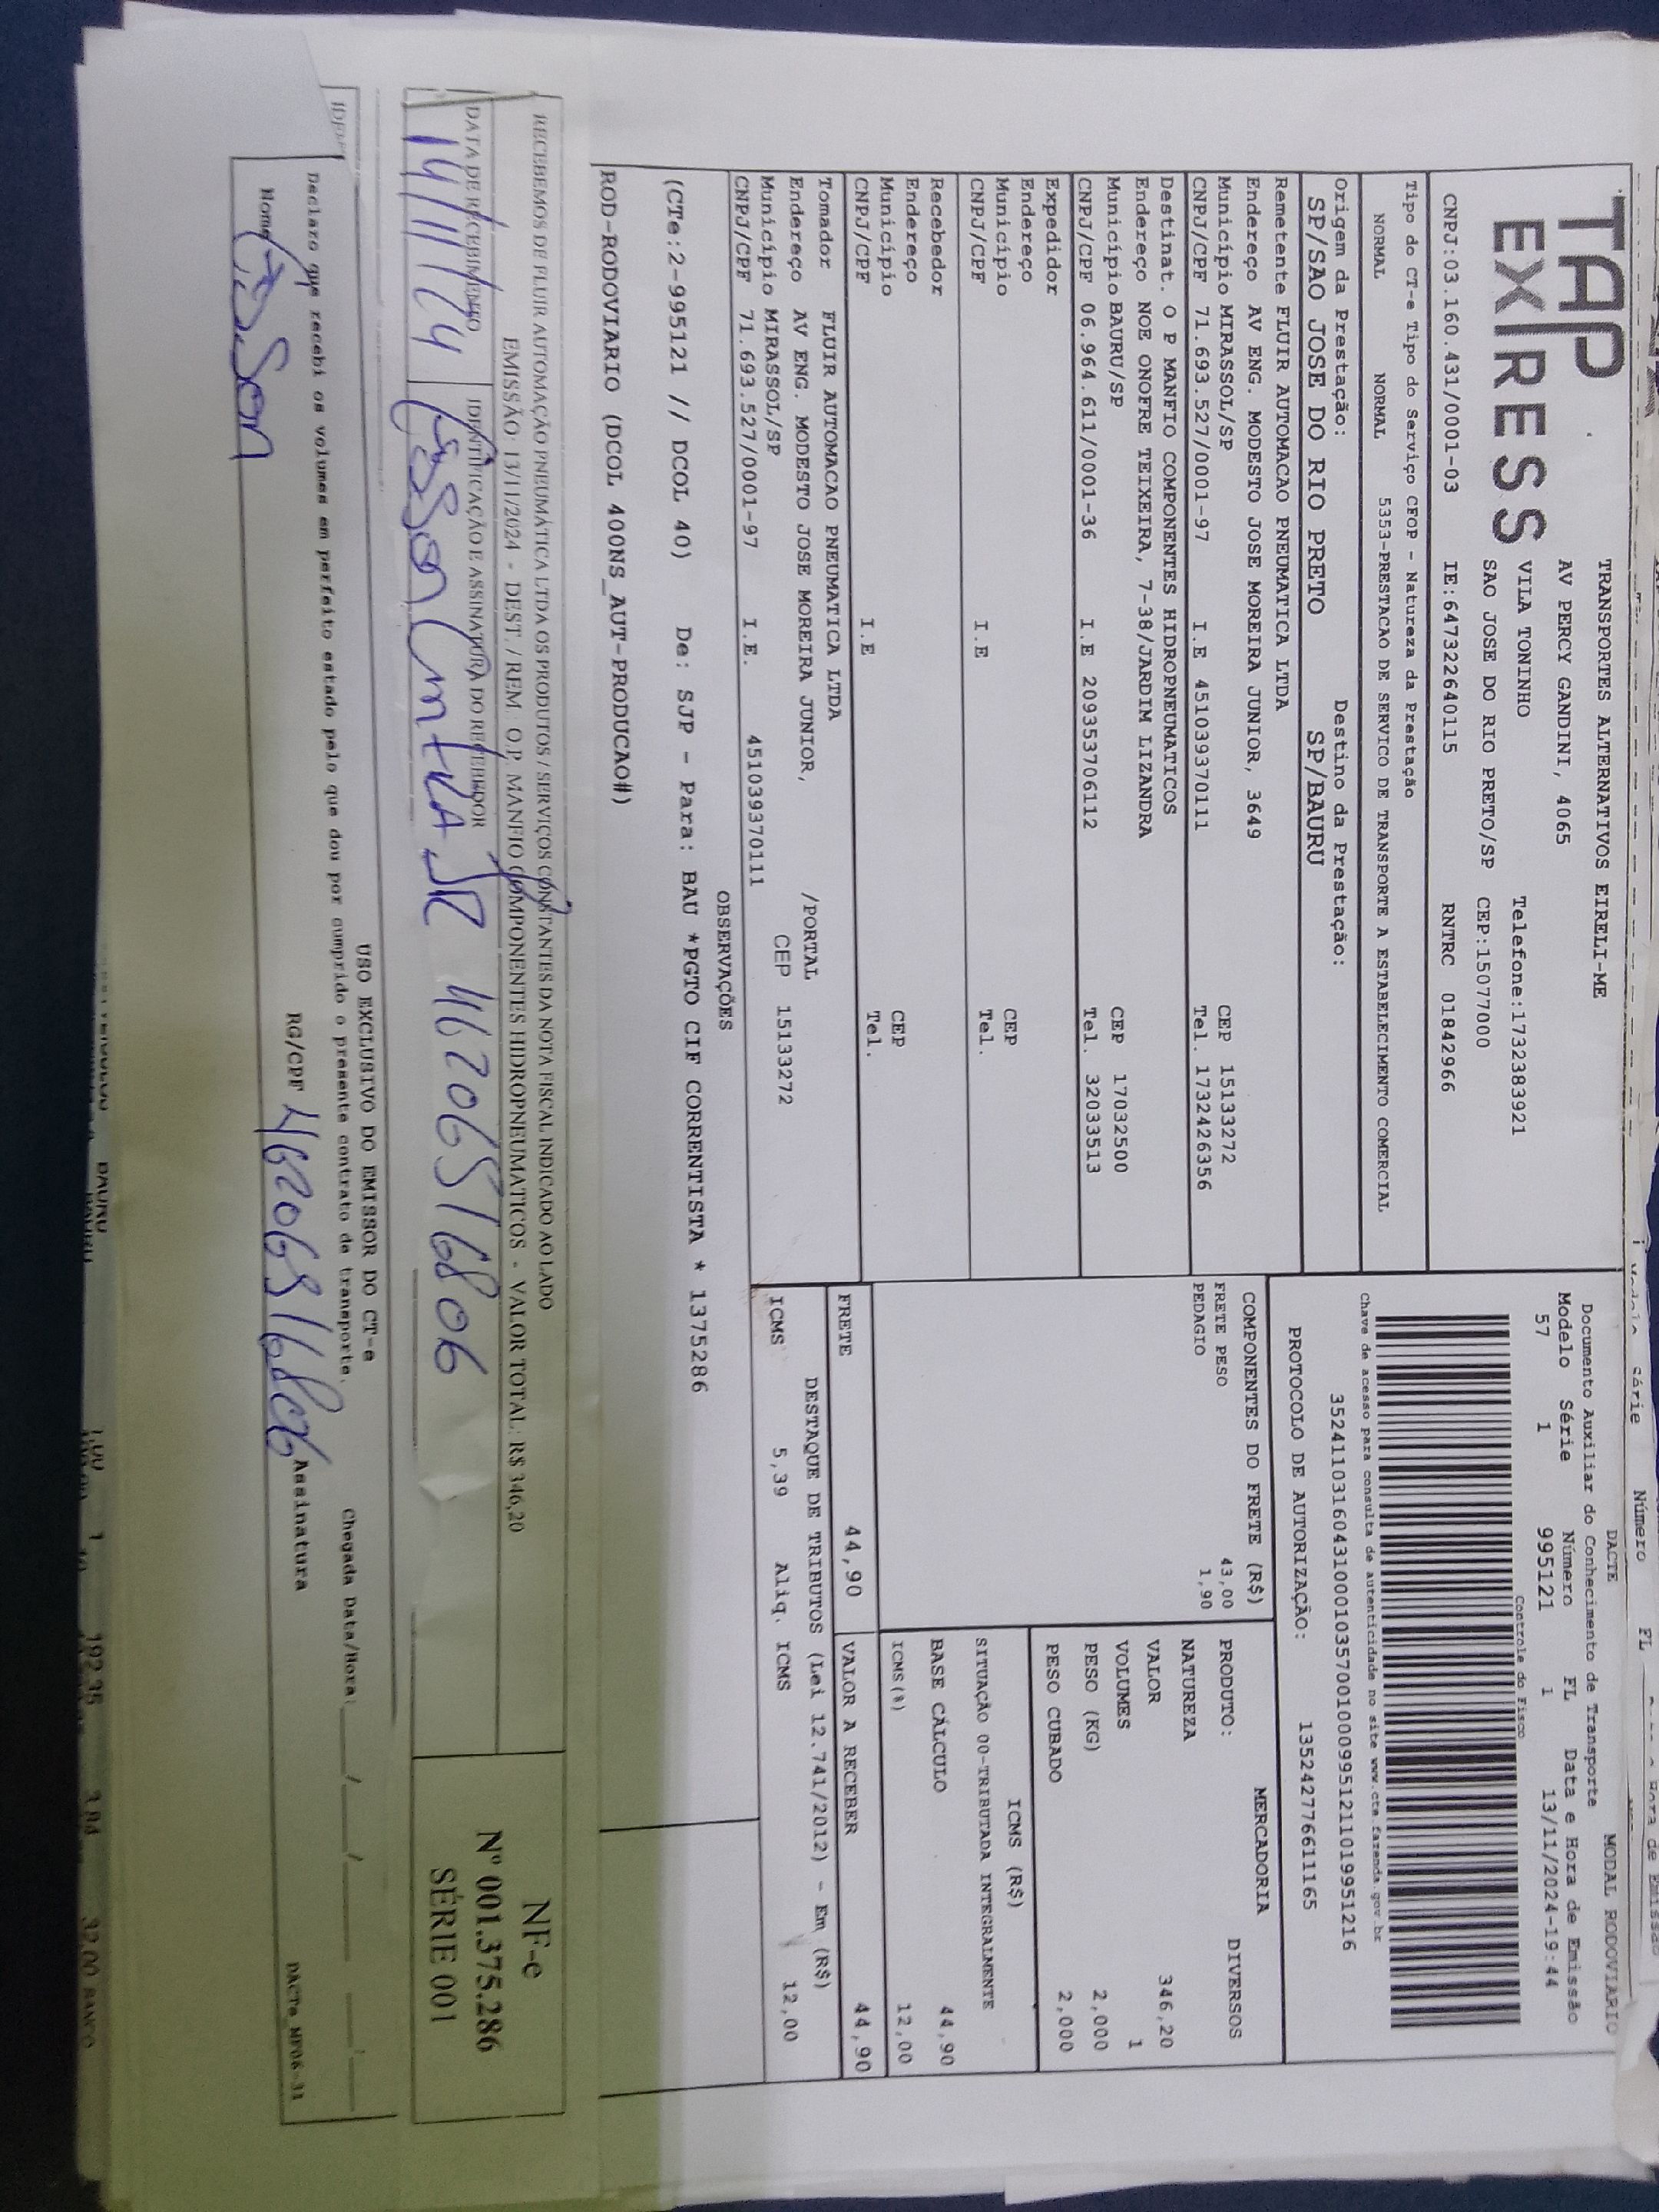 TAP
EXPRESS
TRANSPORTES ALTERNATIVOS EIRELI-ME
AV PERCY GANDINI, 4065
VILA TONINHO Telefone:1732383921
SAO JOSE DO RIO PRETO/SP CEP:15077000
CNPJ:03.160.431/0001-03 IE:647322640115 RNTRC 01842966
Tipo do CT-e Tipo do Serviço CFOP - Natureza da Prestação
NORMAL NORMAL 5353-PRESTACAO DE SERVICO DE TRANSPORTE A ESTABELECIMENTO COMERCIAL
Origem da Prestação: Destino da Prestação:
SP/SAO JOSE DO RIO PRETO SP/BAURU
DACTE MODAL RODOVIARIO
Documento Auxiliar do Conhecimento de Transporte
Modelo Série Número FL Data e Hora de Emissão
57 1 995121 1 13/11/2024-19:44
Controle do Fisco
Chave de acesso para consulta de autenticidade no site www.cte.fazenda.gov.br
35241103160431000103570010009951211019951216
PROTOCOLO DE AUTORIZAÇÃO: 135242776611165
Remetente FLUIR AUTOMACAO PNEUMATICA LTDA
Endereço AV ENG. MODESTO JOSE MOREIRA JUNIOR, 3649
Município MIRASSOL/SP CEP 15133272
CNPJ/CPF 71.693.527/0001-97 I.E 451039370111 Tel. 1732426356
Destinat. O P MANFIO COMPONENTES HIDROPNEUMATICOS
Endereço NOE ONOFRE TEIXEIRA, 7-38/JARDIM LIZANDRA
Município BAURU/SP CEP 17032500
CNPJ/CPF 06.964.611/0001-36 I.E 209353706112 Tel. 32033513
Expedidor
Endereço
Município CEP
CNPJ/CPF I.E Tel.
Recebedor
Endereço
Município CEP
CNPJ/CPF I.E Tel.
Tomador FLUIR AUTOMACAO PNEUMATICA LTDA
Endereço AV ENG. MODESTO JOSE MOREIRA JUNIOR, /PORTAL
Município MIRASSOL/SP CEP 15133272
CNPJ/CPF 71.693.527/0001-97 I.E. 451039370111
COMPONENTES DO FRETE (R$)
FRETE PESO 43,00
PEDAGIO 1,90
MERCADORIA
PRODUTO: DIVERSOS
NATUREZA
VALOR 346,20
VOLUMES 1
PESO (KG) 2,000
PESO CUBADO 2,000
ICMS (R$)
SITUAÇÃO 00-TRIBUTADA INTEGRALMENTE
BASE CÁLCULO 44,90
ICMS(%) 12,00
FRETE 44,90 VALOR A RECEBER 44,90
DESTAQUE DE TRIBUTOS (Lei 12.741/2012) - Em (R$)
ICMS 5,39 Aliq. ICMS 12,00
OBSERVAÇÕES
(CTe:2-995121 // DCOL 40) De: SJP - Para: BAU *PGTO CIF CORRENTISTA * 1375286
ROD-RODOVIARIO (DCOL 400NS_AUT-PRODUCAO#)
RECEBEMOS DE FLUIR AUTOMAÇÃO PNEUMÁTICA LTDA OS PRODUTOS / SERVIÇOS CONSTANTES DA NOTA FISCAL INDICADO AO LADO
EMISSÃO: 13/11/2024 - DEST. / REM.: O.P. MANFIO COMPONENTES HIDROPNEUMATICOS - VALOR TOTAL: R$ 346,20
DATA DE RECEBIMENTO IDENTIFICAÇÃO E ASSINATURA DO RECEBEDOR
14/11/24 46206516806
NF-e
Nº 001.375.286
SÉRIE 001
USO EXCLUSIVO DO EMISSOR DO CT-e
Chegada Data/Hora: __/__/____ __:__
Declaro que recebi os volumes em perfeito estado pelo que dou por cumprido o presente contrato de transporte.
Nome RG/CPF 46206516806 Assinatura
DACTe MF06-31